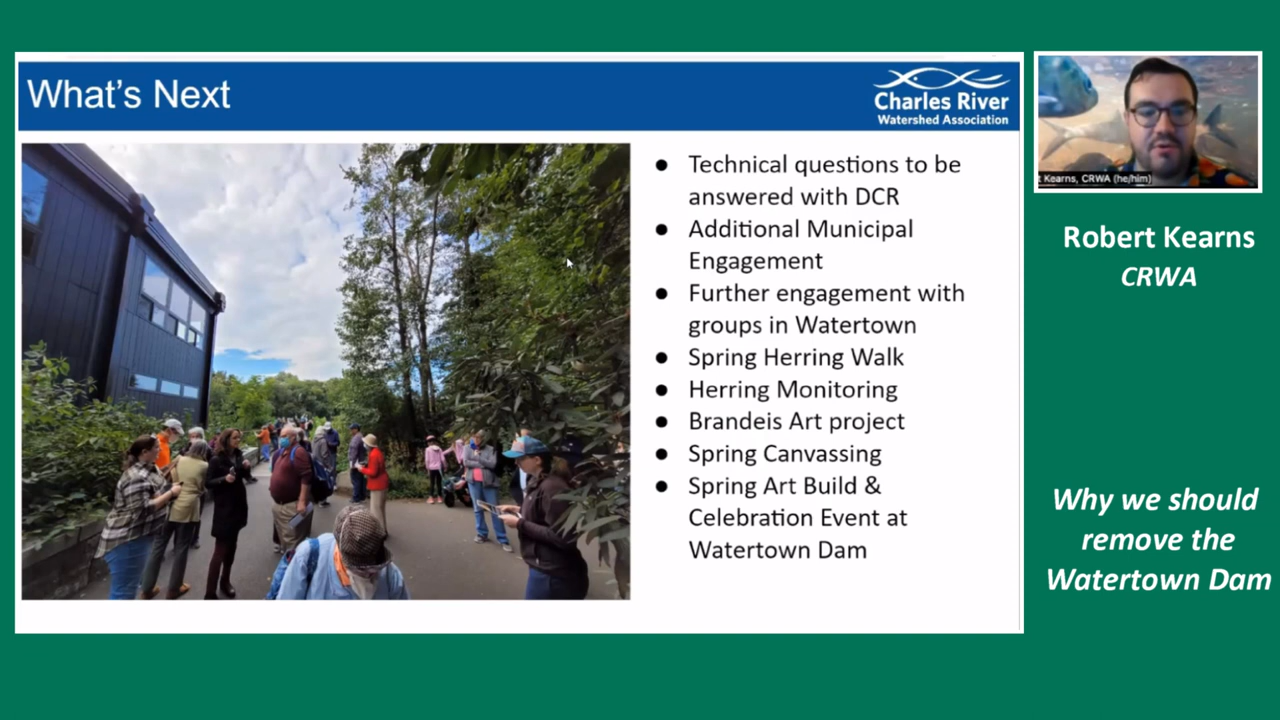 What's Next
Charles River
Watershed Association
● Technical questions to be
answered with DCR
● Additional Municipal
Engagement
● Further engagement with
groups in Watertown
● Spring Herring Walk
● Herring Monitoring
● Brandeis Art project
● Spring Canvassing
● Spring Art Build &
Celebration Event at
Watertown Dam
t Kearns, CRWA (he/him)
Robert Kearns
CRWA
Why we should
remove the
Watertown Dam